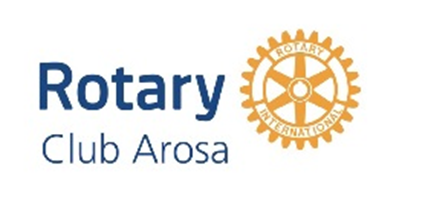 Rotary
Club Arosa
ROTARY
INTERNATIONAL